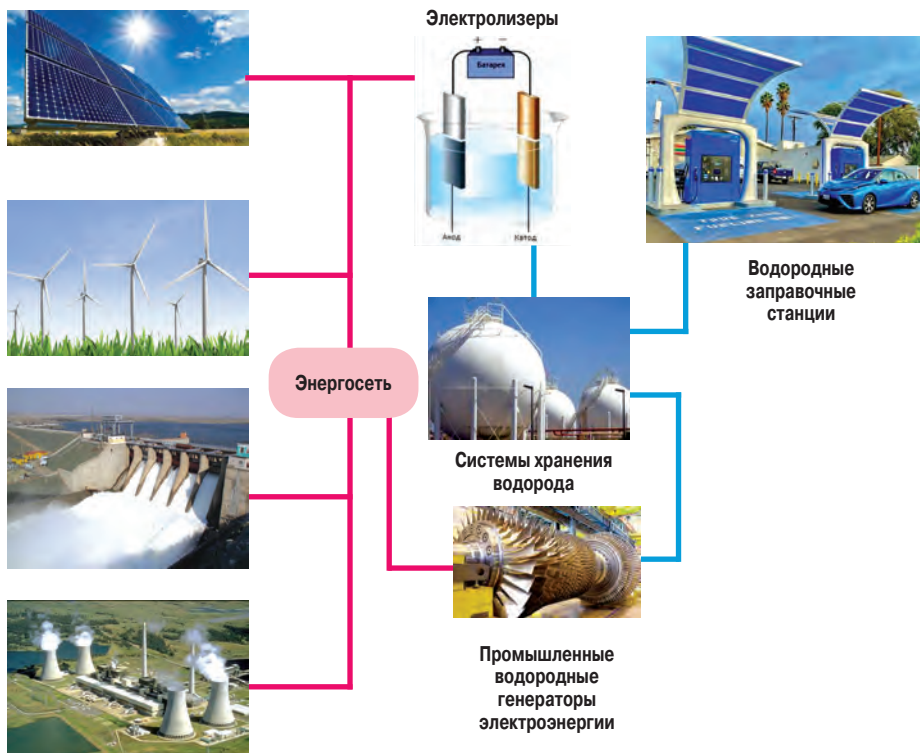 Электролизеры
+ −
Батарея
Анод
Катод
Водородные
заправочные
станции
Энергосеть
Системы хранения
водорода
Промышленные
водородные
генераторы
электроэнергии